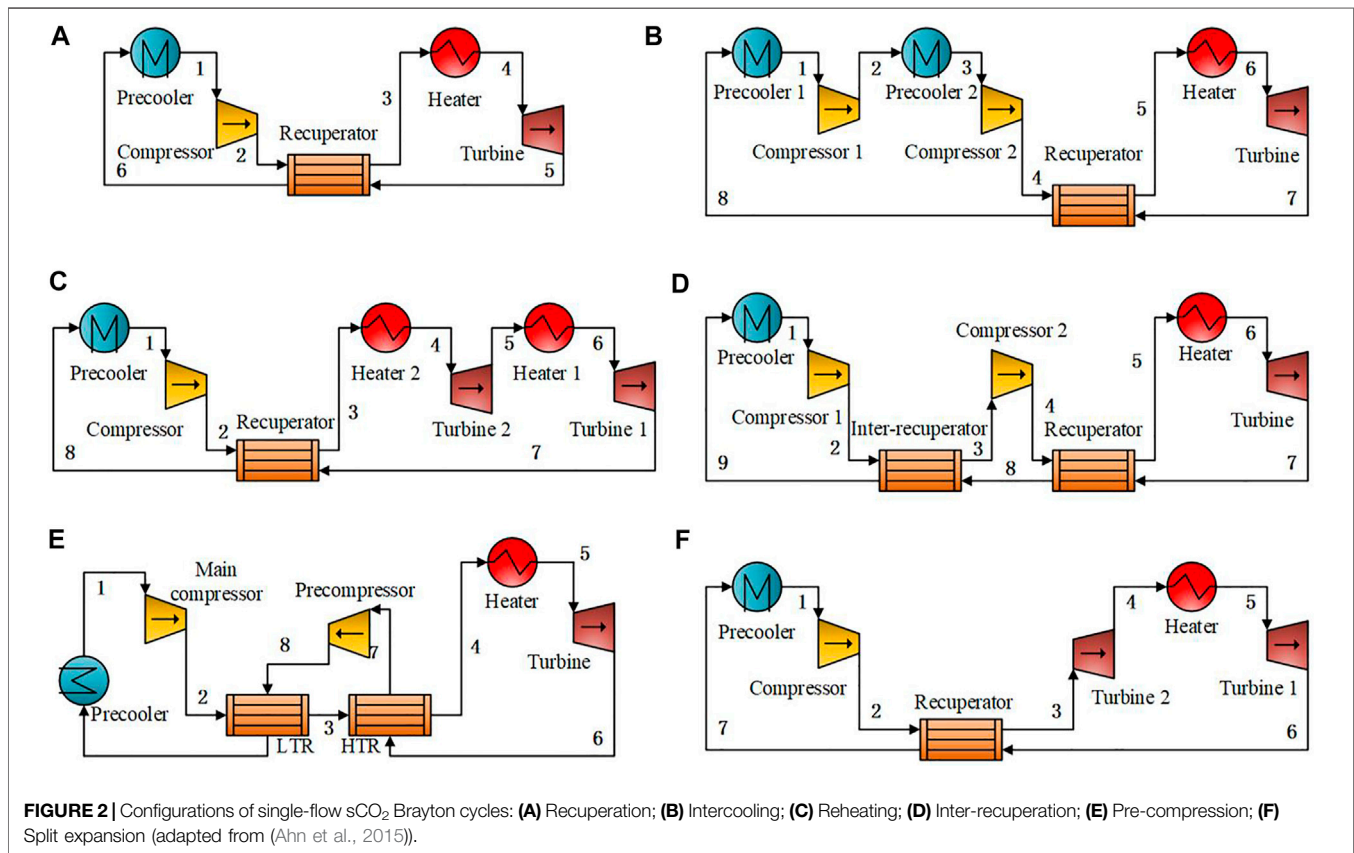 A
1
4
3
Precooler
Heater
Recuperator
Compressor
2
Turbine
6
5
B
1
2
3
6
Precooler 1
Precooler 2
Heater
5
Compressor 1
Compressor 2
Recuperator
Turbine
4
8
7
C
1
4
5
6
Precooler
Heater 2
Heater 1
3
Compressor
2
Recuperator
Turbine 2
Turbine 1
8
7
D
1
Compressor 2
6
Precooler
5
Heater
Compressor 1
4
Turbine
Inter-recuperator
Recuperator
2
3
9
8
7
E
1
Main
compressor
Precompressor
5
Heater
8
7
4
Turbine
2
Precooler
3
LTR
HTR
6
F
1
4
5
Precooler
Heater
Compressor
Turbine 2
Turbine 1
2
Recuperator
3
7
6
FIGURE 2 | Configurations of single-flow sCO₂ Brayton cycles: (A) Recuperation; (B) Intercooling; (C) Reheating; (D) Inter-recuperation; (E) Pre-compression; (F)
Split expansion (adapted from (Ahn et al., 2015)).